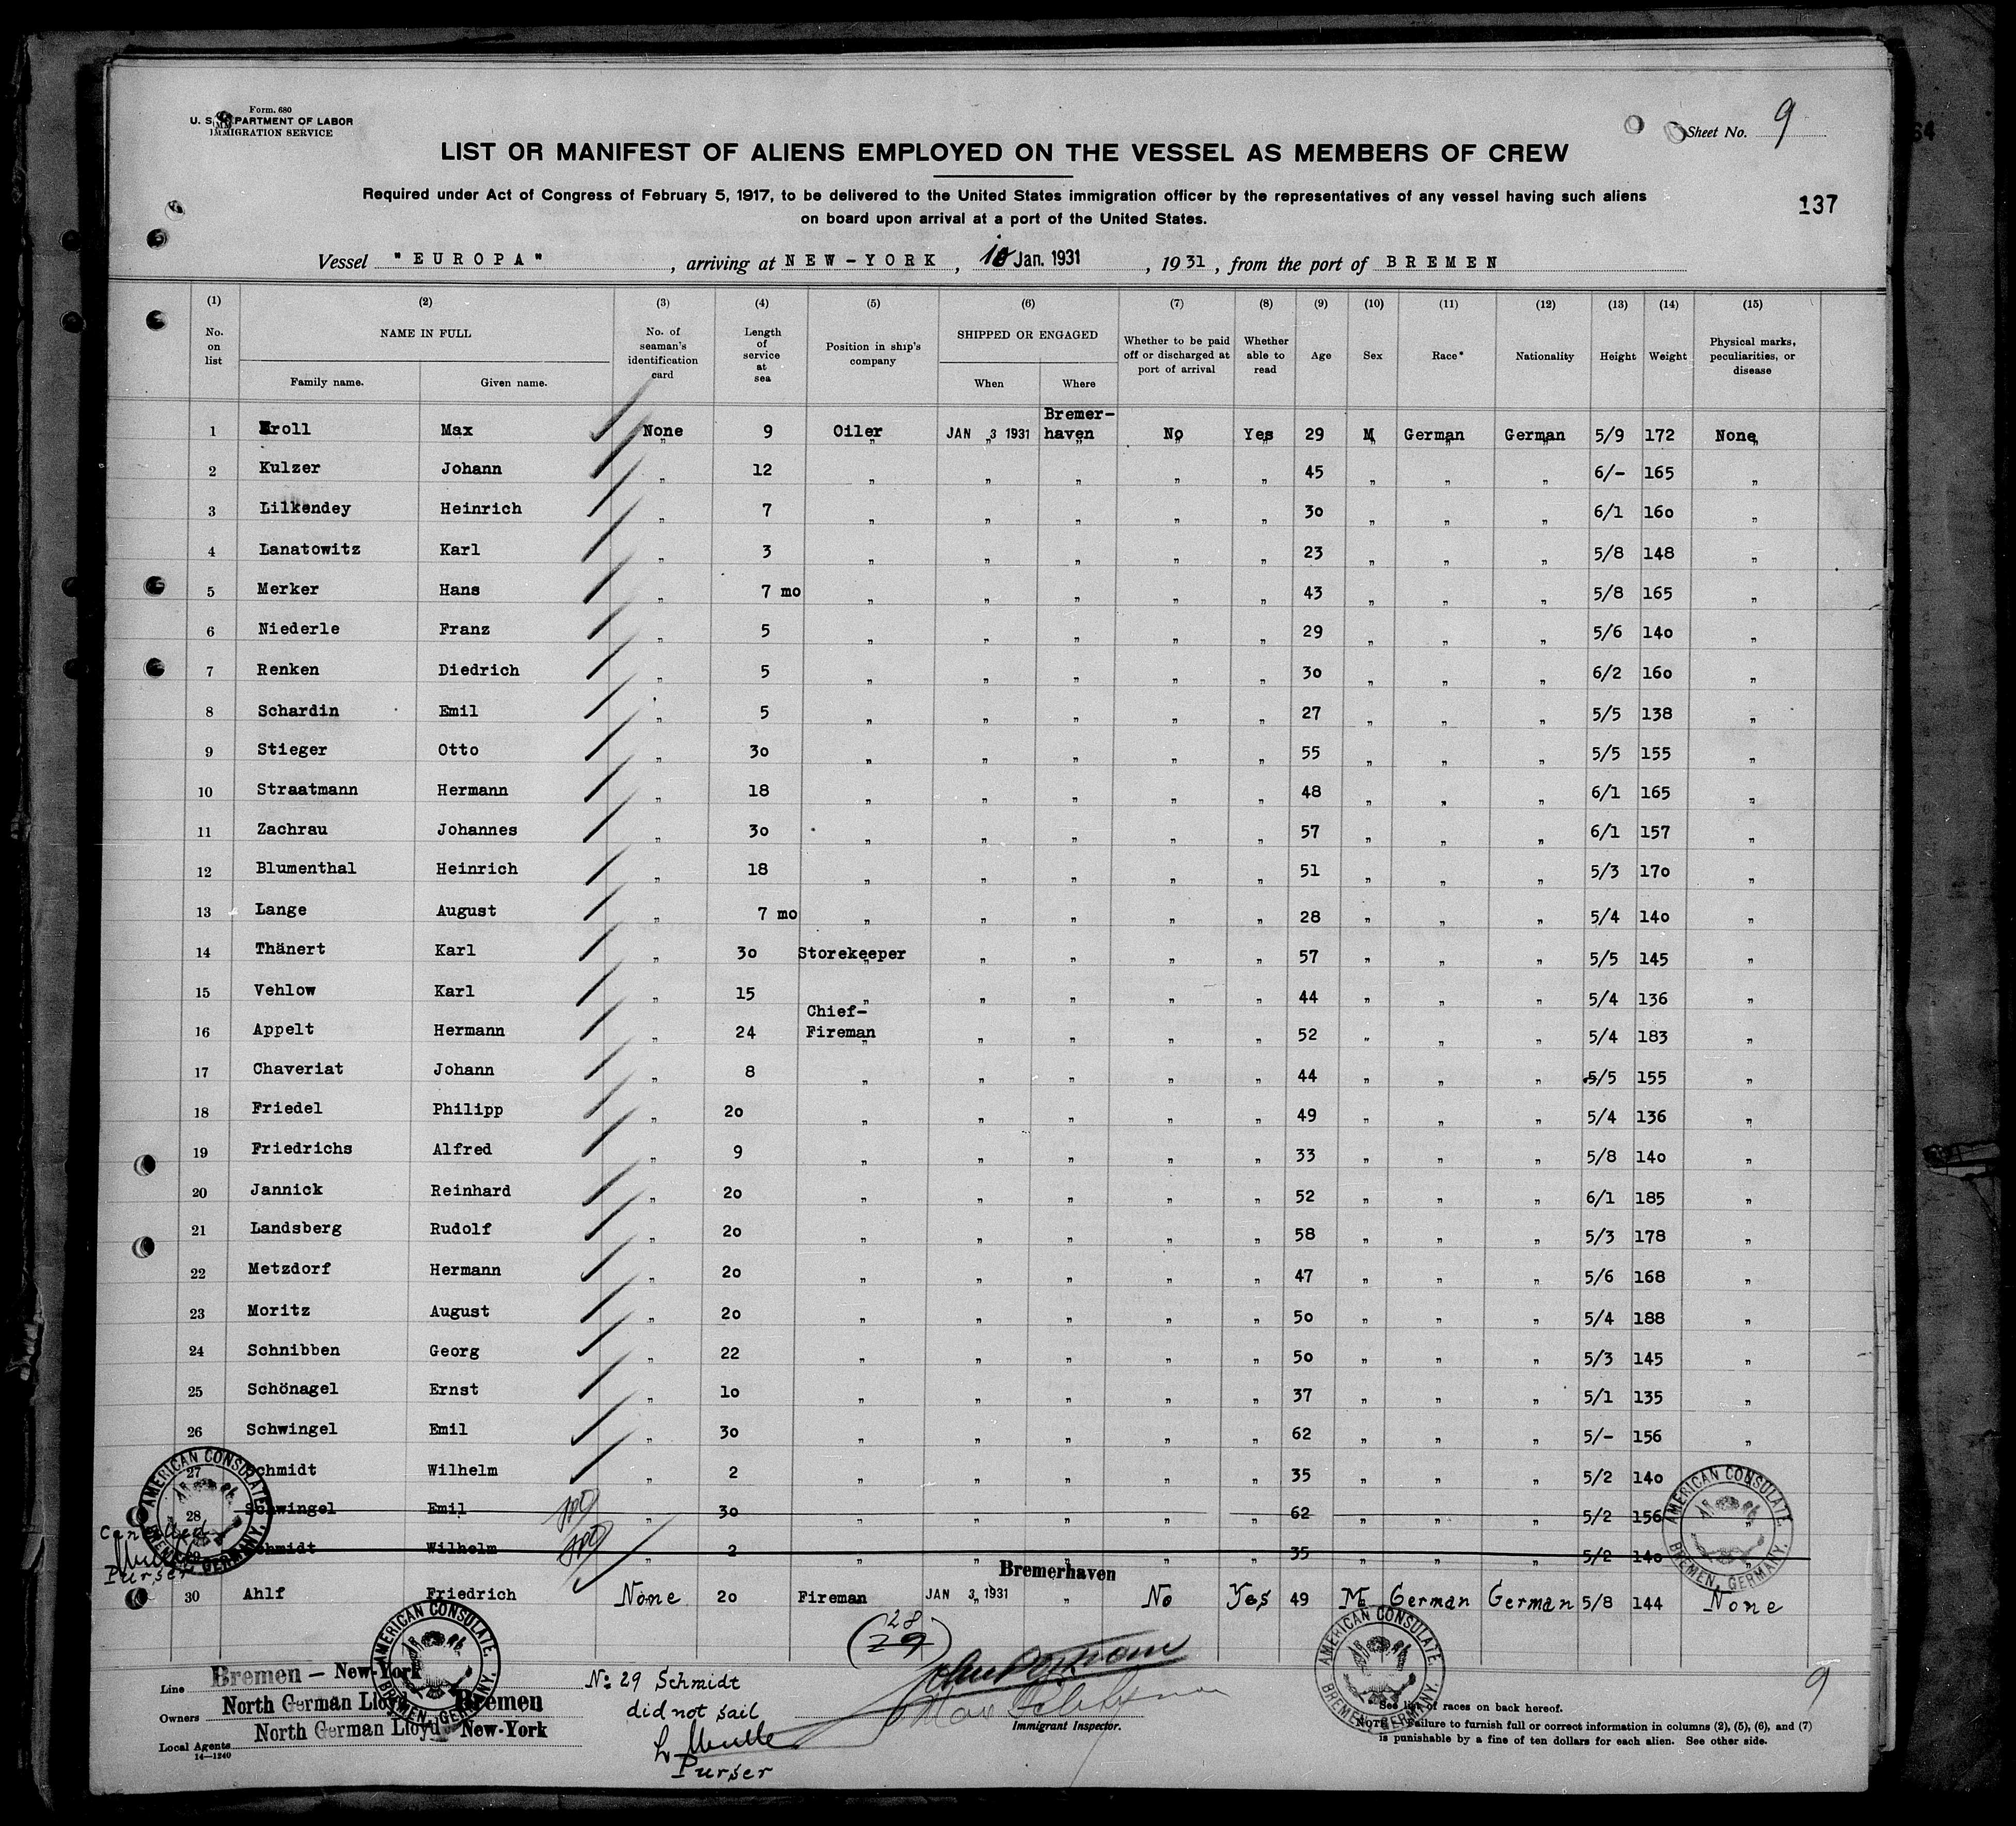 Form. 680
U. S. DEPARTMENT OF LABOR
IMMIGRATION SERVICE
Sheet No. 9
LIST OR MANIFEST OF ALIENS EMPLOYED ON THE VESSEL AS MEMBERS OF CREW
Required under Act of Congress of February 5, 1917, to be delivered to the United States immigration officer by the representatives of any vessel having such aliens
on board upon arrival at a port of the United States.
137
Vessel "EUROPA", arriving at NEW-YORK, 10 Jan. 1931, 1931, from the port of BREMEN
(1) (2) (3) (4) (5) (6) (7) (8) (9) (10) (11) (12) (13) (14) (15)
No. on list NAME IN FULL Family name. Given name. No. of seaman's identification card Length of service at sea Position in ship's company SHIPPED OR ENGAGED When Where Whether to be paid off or discharged at port of arrival Whether able to read Age Sex Race* Nationality Height Weight Physical marks, peculiarities, or disease
1 Kroll Max None 9 Oiler JAN 3 1931 Bremer-haven No Yes 29 M German German 5/9 172 None
2 Kulzer Johann " 12 " " " " " 45 " " " 6/- 165 "
3 Lilkendey Heinrich " 7 " " " " " 30 " " " 6/1 160 "
4 Lanatowitz Karl " 3 " " " " " 23 " " " 5/8 148 "
5 Merker Hans " 7 mo " " " " " 43 " " " 5/8 165 "
6 Niederle Franz " 5 " " " " " 29 " " " 5/6 140 "
7 Renken Diedrich " 5 " " " " " 30 " " " 6/2 160 "
8 Schardin Emil " 5 " " " " " 27 " " " 5/5 138 "
9 Stieger Otto " 30 " " " " " 55 " " " 5/5 155 "
10 Straatmann Hermann " 18 " " " " " 48 " " " 6/1 165 "
11 Zachrau Johannes " 30 " " " " " 57 " " " 6/1 157 "
12 Blumenthal Heinrich " 18 " " " " " 51 " " " 5/3 170 "
13 Lange August " 7 mo " " " " " 28 " " " 5/4 140 "
14 Thänert Karl " 30 Storekeeper " " " " 57 " " " 5/5 145 "
15 Vehlow Karl " 15 " " " " " 44 " " " 5/4 136 "
16 Appelt Hermann " 24 Chief-Fireman " " " " 52 " " " 5/4 183 "
17 Chaveriat Johann " 8 " " " " " 44 " " " 5/5 155 "
18 Friedel Philipp " 20 " " " " " 49 " " " 5/4 136 "
19 Friedrichs Alfred " 9 " " " " " 33 " " " 5/8 140 "
20 Jannick Reinhard " 20 " " " " " 52 " " " 6/1 185 "
21 Landsberg Rudolf " 20 " " " " " 58 " " " 5/3 178 "
22 Metzdorf Hermann " 20 " " " " " 47 " " " 5/6 168 "
23 Moritz August " 20 " " " " " 50 " " " 5/4 188 "
24 Schnibben Georg " 22 " " " " " 50 " " " 5/3 145 "
25 Schönagel Ernst " 10 " " " " " 37 " " " 5/1 135 "
26 Schwingel Emil " 30 " " " " " 62 " " " 5/- 156 "
27 Schmidt Wilhelm " 2 " " " " " 35 " " " 5/2 140 "
28 Schwingel Emil " 30 " " " " " 62 " " " 5/2 156 "
29 Schmidt Wilhelm " 2 " " " " " 35 " " " 5/2 140 "
Cancelled
Purser
30 Ahlf Friedrich None 20 Fireman JAN 3 1931 Bremerhaven " No Yes 49 M German German 5/8 144 None
AMERICAN CONSULATE. BREMEN, GERMANY.
AMERICAN CONSULATE. BREMEN, GERMANY.
AMERICAN CONSULATE. BREMEN, GERMANY.
AMERICAN CONSULATE. BREMEN, GERMANY.
28
(29)
Line Bremen - New-York
Owners North German Lloyd Bremen
Local Agents North German Lloyd New-York
14—1240
No: 29 Schmidt
did not sail
Purser
Immigrant Inspector.
9
See list of races on back hereof.
NOTE.—Failure to furnish full or correct information in columns (2), (5), (6), and (7)
is punishable by a fine of ten dollars for each alien. See other side.